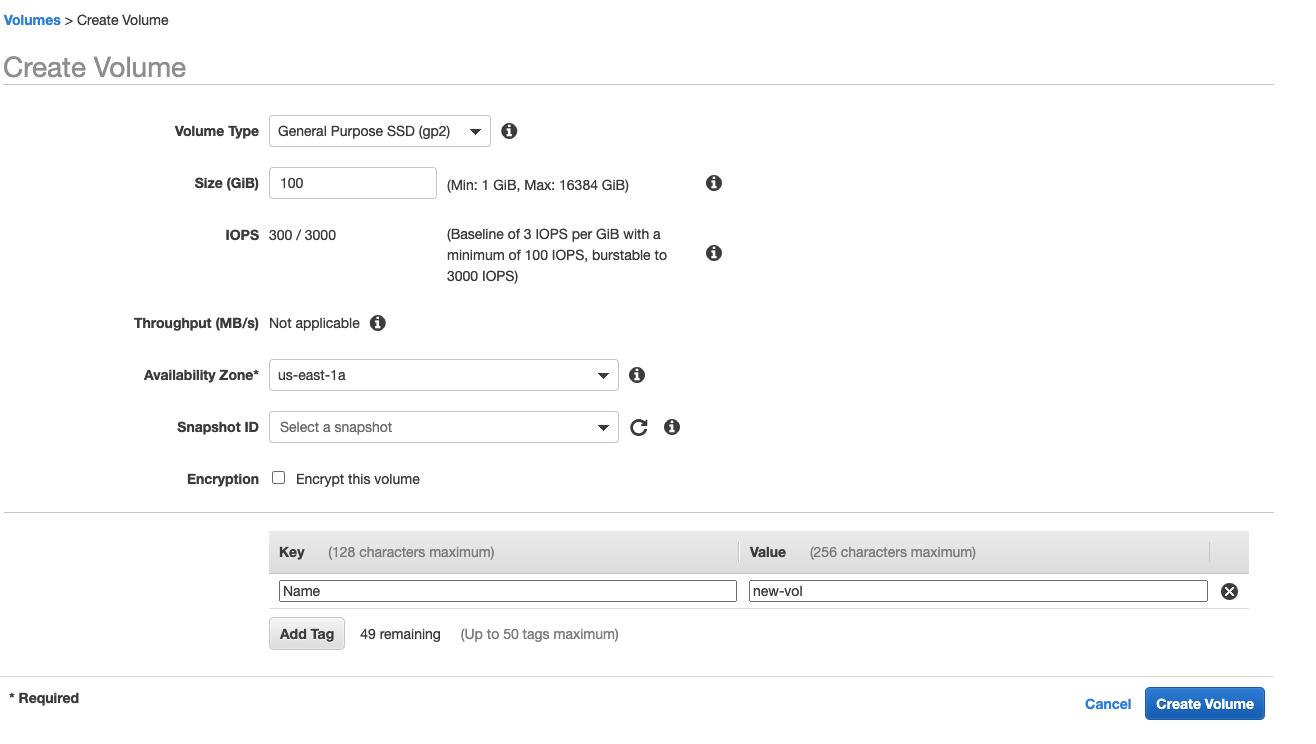 Volumes > Create Volume
Create Volume
Volume Type General Purpose SSD (gp2)
Size (GiB) 100 (Min: 1 GiB, Max: 16384 GiB)
IOPS 300 / 3000 (Baseline of 3 IOPS per GiB with a
minimum of 100 IOPS, burstable to
3000 IOPS)
Throughput (MB/s) Not applicable
Availability Zone* us-east-1a
Snapshot ID Select a snapshot
Encryption Encrypt this volume
Key (128 characters maximum) Value (256 characters maximum)
Name new-vol
Add Tag 49 remaining (Up to 50 tags maximum)
* Required
Cancel Create Volume